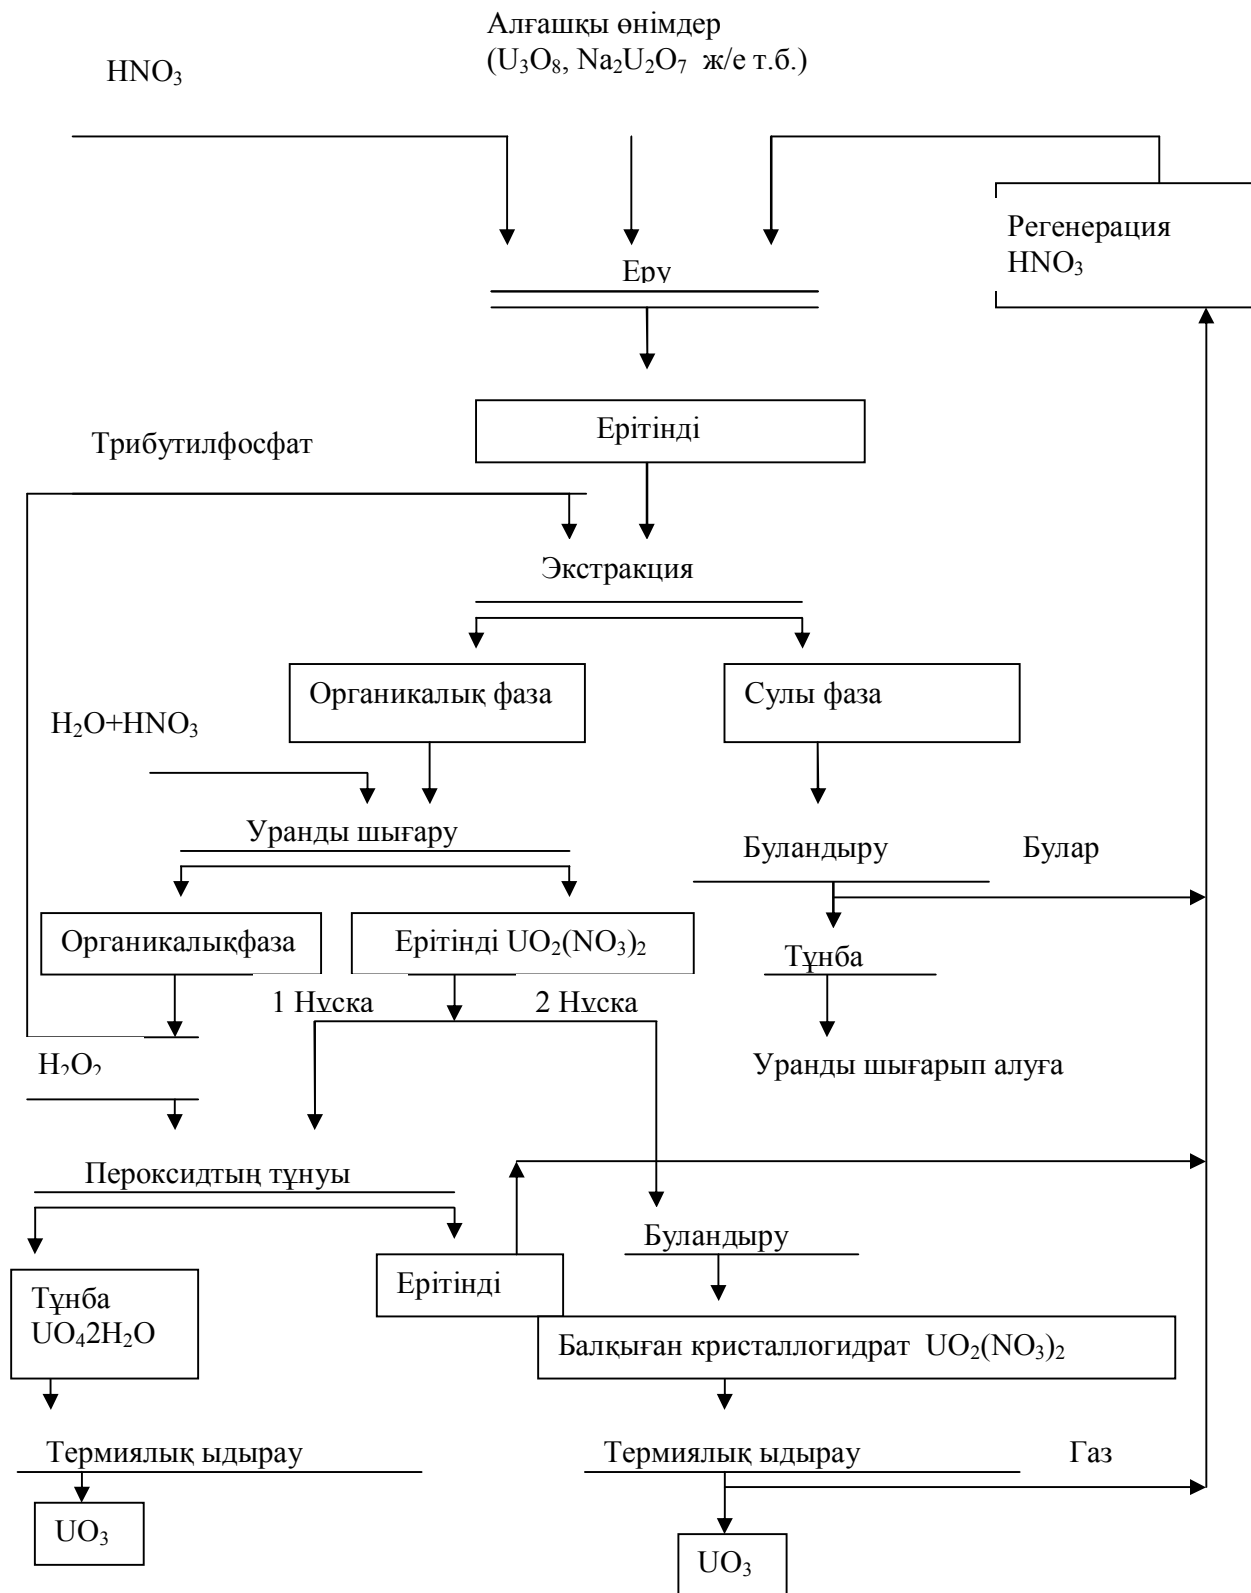 Алғашқы өнімдер
(U₃O₈, Na₂U₂O₇ ж/е т.б.)
HNO₃
Регенерация
HNO₃
Еру
Ерітінді
Трибутилфосфат
Экстракция
Органикалық фаза
Сулы фаза
H₂O+HNO₃
Уранды шығару
Буландыру
Булар
Органикалықфаза
Ерітінді UO₂(NO₃)₂
Тұнба
1 Нұска
2 Нұска
H₂O₂
Уранды шығарып алуға
Пероксидтың тұнуы
Буландыру
Ерітінді
Тұнба
UO₄2H₂O
Балқыған кристаллогидрат UO₂(NO₃)₂
Термиялық ыдырау
Термиялық ыдырау
Газ
UO₃
UO₃